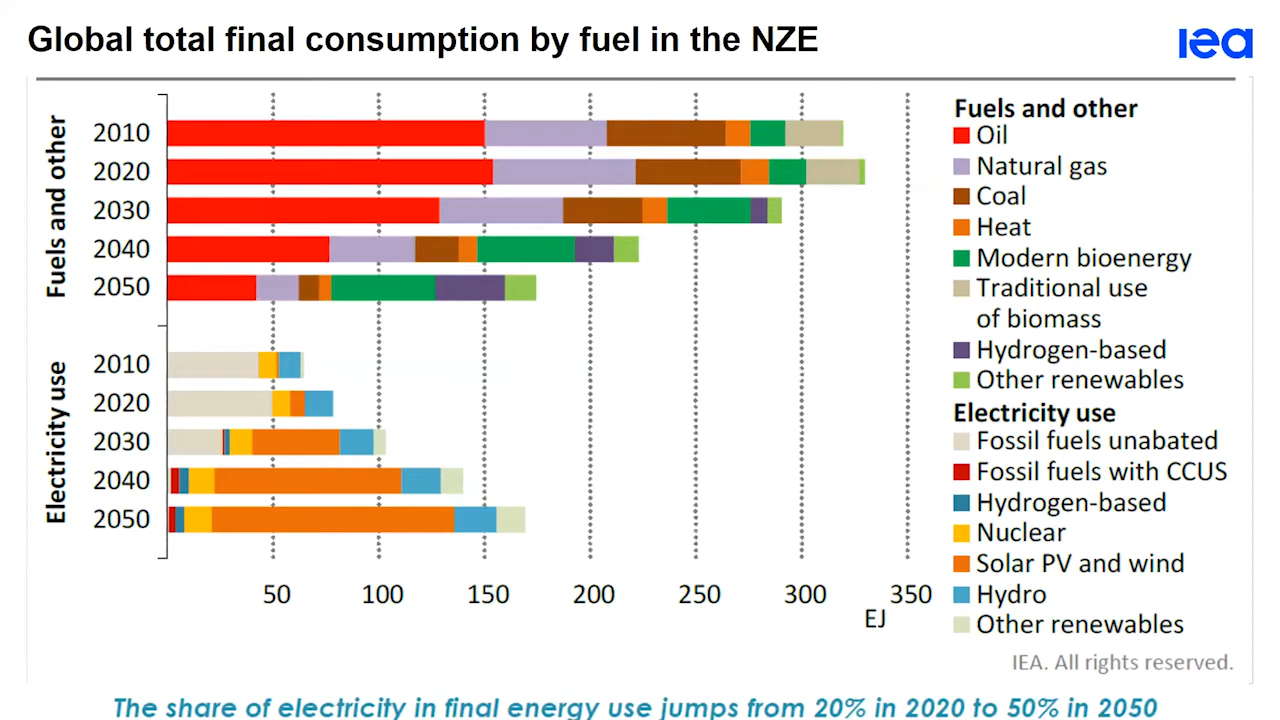 Global total final consumption by fuel in the NZE
iea
Fuels and other
2010
2020
2030
2040
2050
Electricity use
2010
2020
2030
2040
2050
50 100 150 200 250 300 350
EJ
Fuels and other
Oil
Natural gas
Coal
Heat
Modern bioenergy
Traditional use
of biomass
Hydrogen-based
Other renewables
Electricity use
Fossil fuels unabated
Fossil fuels with CCUS
Hydrogen-based
Nuclear
Solar PV and wind
Hydro
Other renewables
IEA. All rights reserved.
The share of electricity in final energy use jumps from 20% in 2020 to 50% in 2050